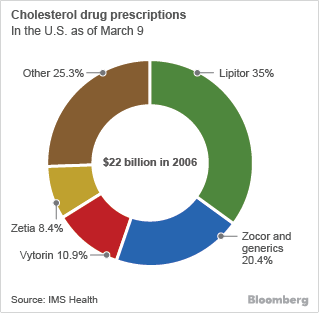 Cholesterol drug prescriptions
In the U.S. as of March 9
Other 25.3%
Lipitor 35%
$22 billion in 2006
Zetia 8.4%
Vytorin 10.9%
Zocor and
generics
20.4%
Source: IMS Health
Bloomberg